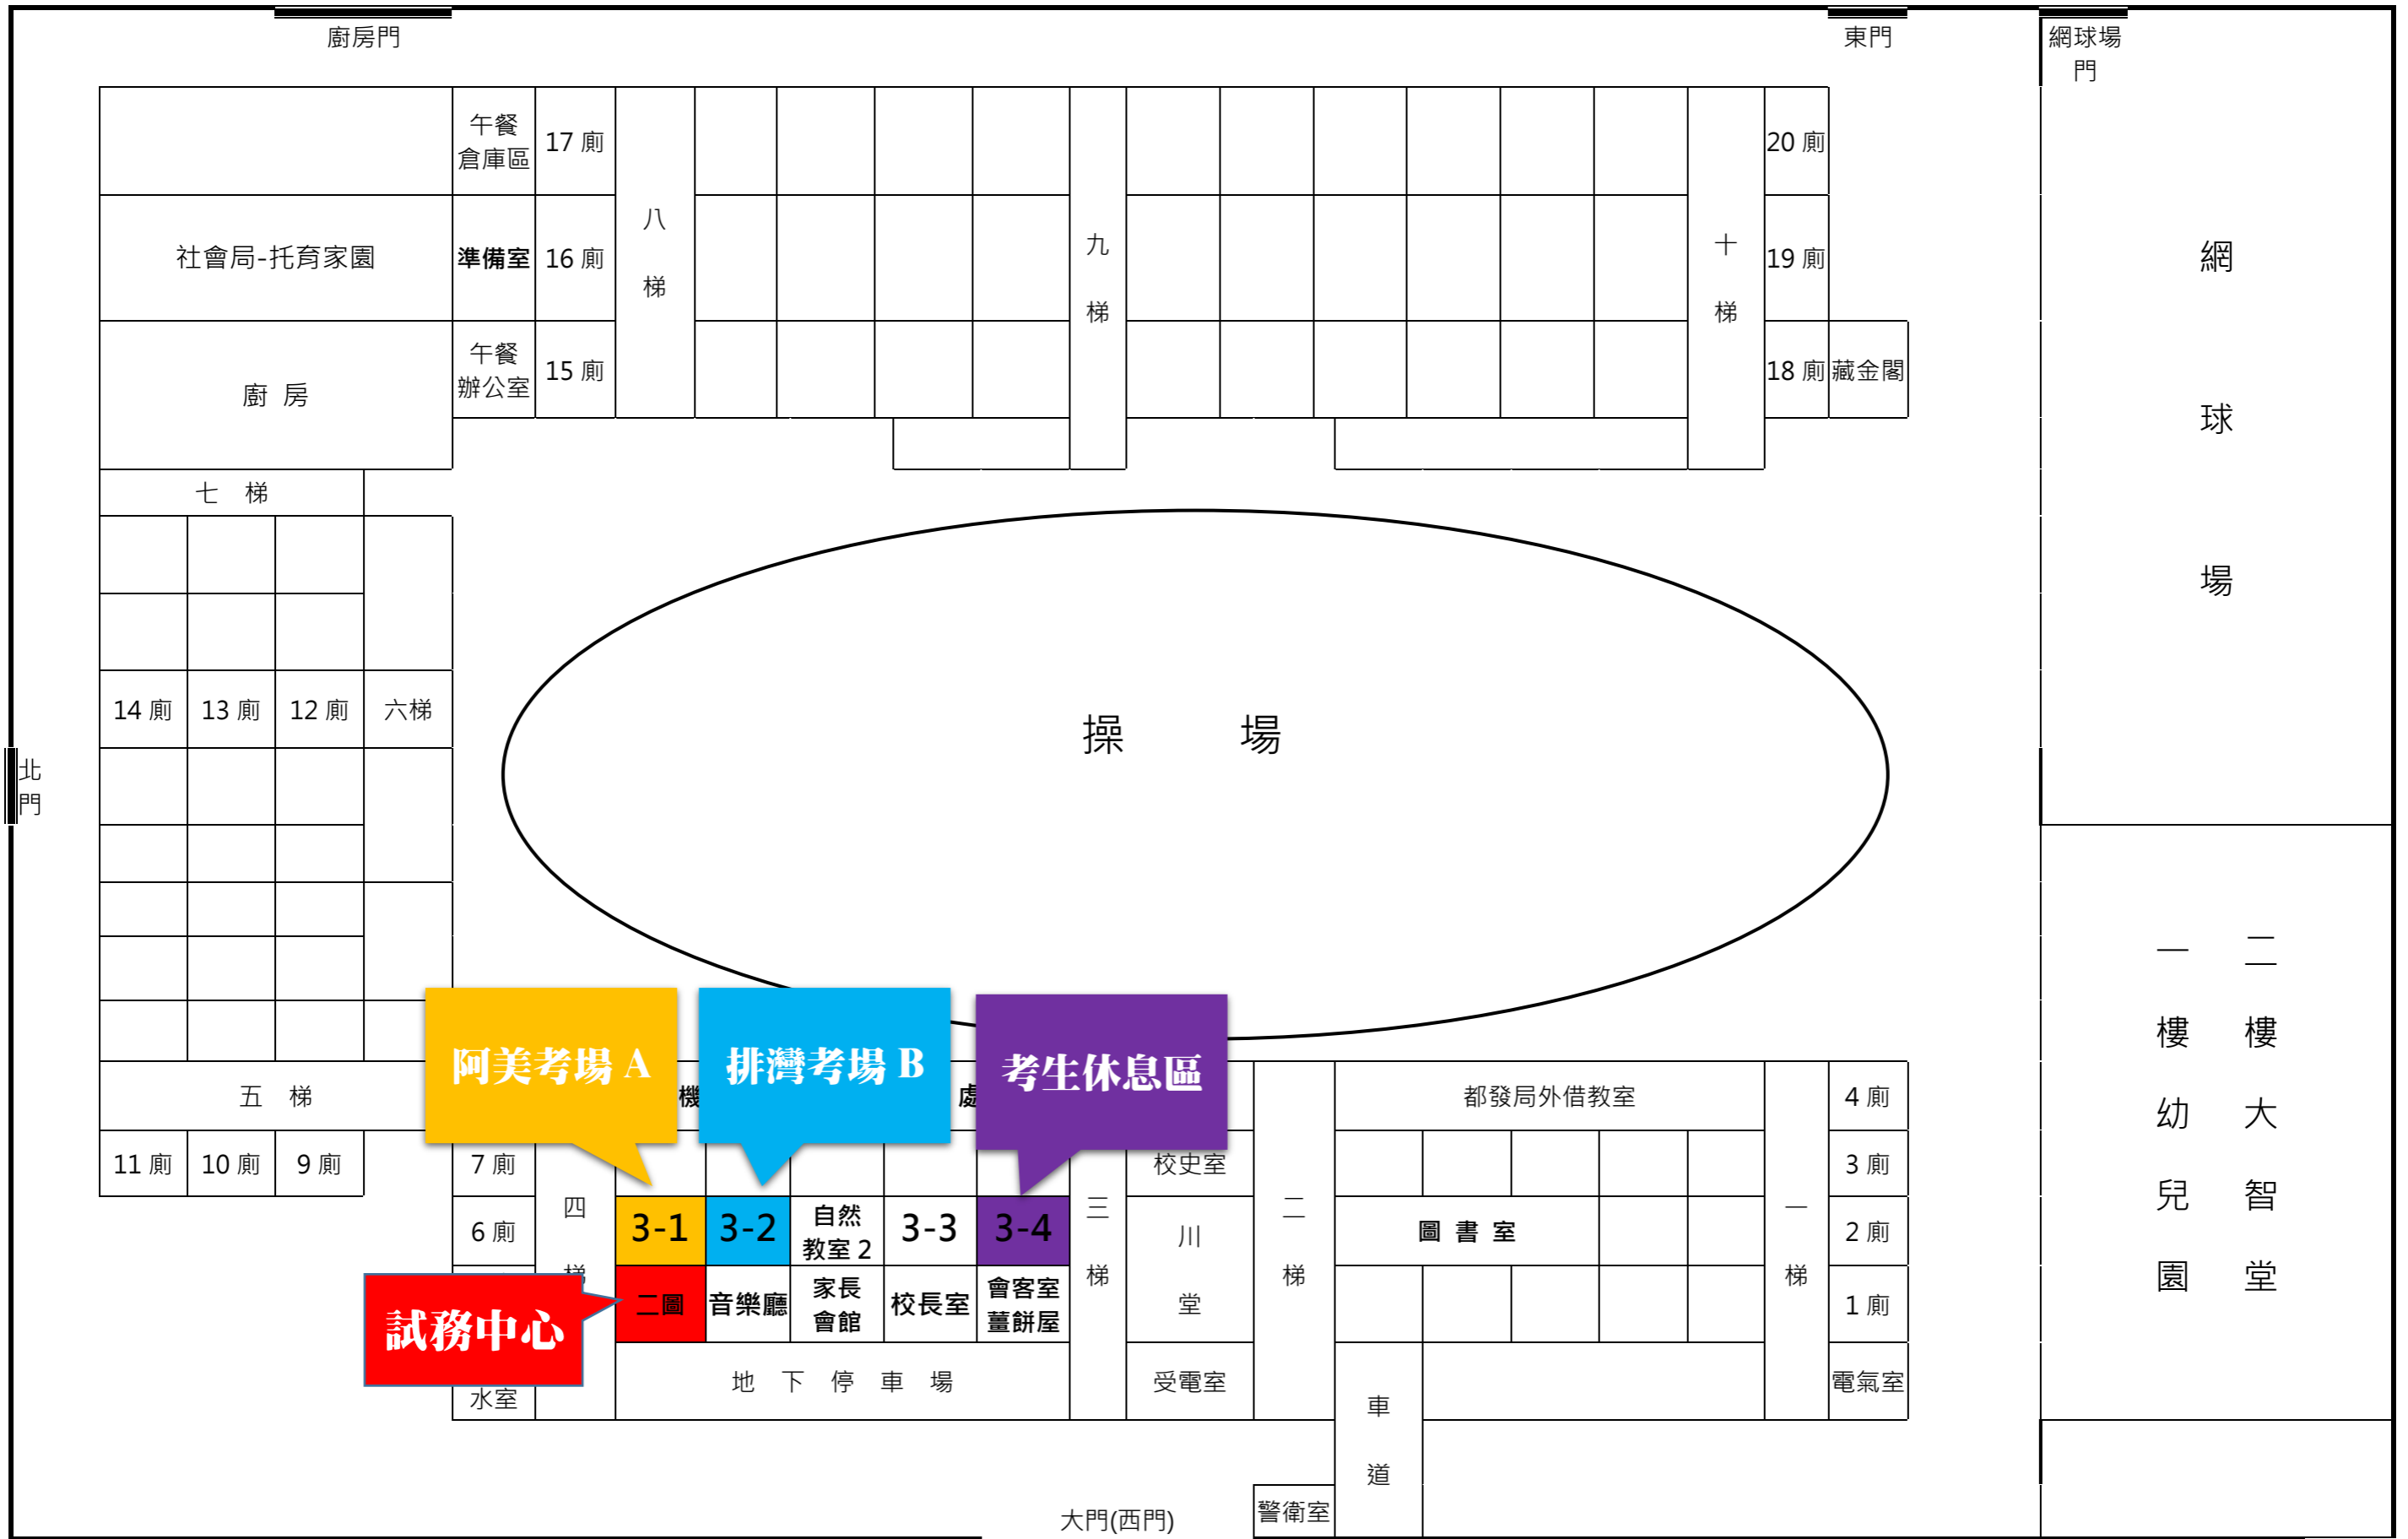 廚房門
東門
網球場
門
午餐
倉庫區
17 廁
八梯
九梯
十梯
20 廁
社會局-托育家園
準備室
16 廁
19 廁
網球場
廚 房
午餐
辦公室
15 廁
18 廁
藏金閣
七 梯
14 廁
13 廁
12 廁
六梯
操 場
北
門
阿美考場 A
排灣考場 B
考生休息區
五 梯
機
處
都發局外借教室
4 廁
11 廁
10 廁
9 廁
7 廁
四梯
三梯
校史室
二梯
一梯
3 廁
6 廁
3-1
3-2
自然
教室 2
3-3
3-4
川堂
圖 書 室
2 廁
一樓幼兒園
二樓大智堂
試務中心
二圖
音樂廳
家長
會館
校長室
會客室
薑餅屋
1 廁
水室
地 下 停 車 場
受電室
車道
電氣室
大門(西門)
警衛室